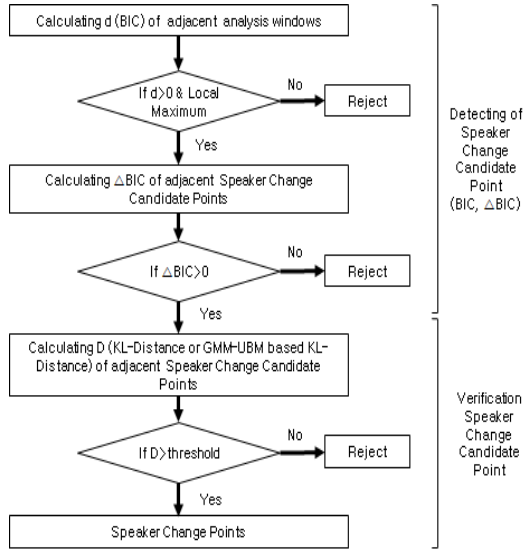 Calculating d (BIC) of adjacent analysis windows
If d>0 & Local
Maximum
No
Reject
Yes
Calculating △BIC of adjacent Speaker Change
Candidate Points
If △BIC>0
No
Reject
Yes
Detecting of
Speaker
Change
Candidate
Point
(BIC, △BIC)
Calculating D (KL-Distance or GMM-UBM based KL-
Distance) of adjacent Speaker Change Candidate
Points
If D>threshold
No
Reject
Yes
Speaker Change Points
Verification
Speaker
Change
Candidate
Point